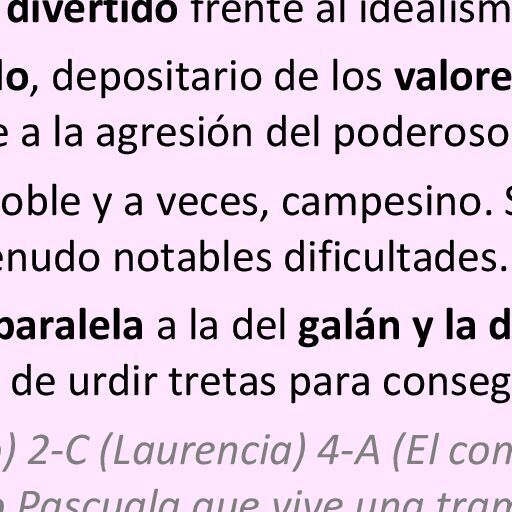 divertido frente al idealism
lo, depositario de los valore
e a la agresión del poderoso
oble y a veces, campesino. S
enudo notables dificultades.
paralela a la del galán y la d
de urdir tretas para conseg
o) 2-C (Laurencia) 4-A (El com
o Pascuala que vive una tram